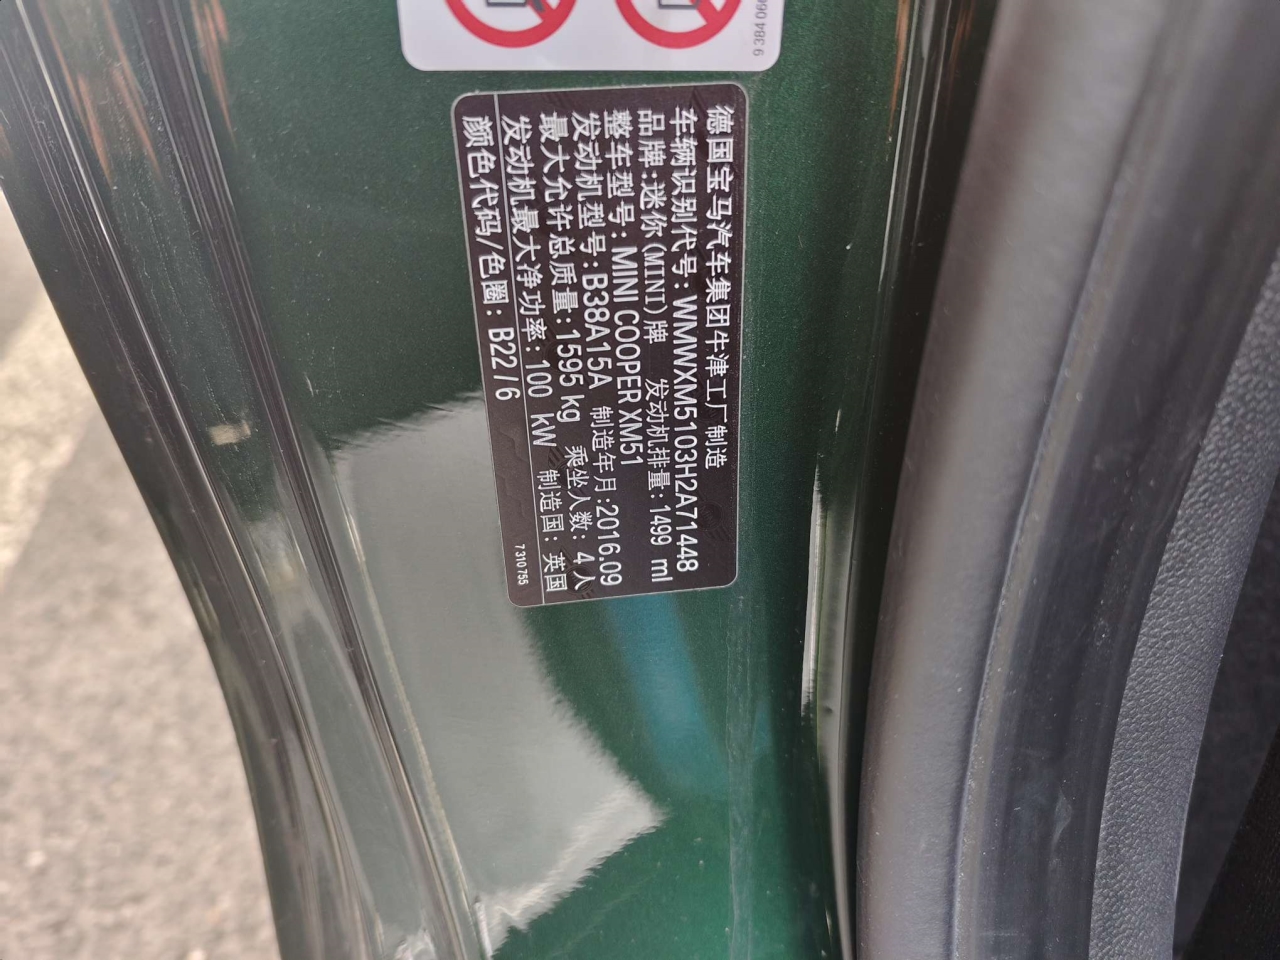 9384060
德国宝马汽车集团牛津工厂制造
车辆识别代号: WMWXM5103H2A71448
品牌:迷你(MINI)牌 发动机排量:1499 ml
整车型号: MINI COOPER XM51
发动机型号:B38A15A 制造年月:2016.09
最大允许总质量:1595 kg 乘坐人数: 4人
发动机最大净功率: 100 kW 制造国: 英国
颜色代码/色圈: B22 / 6
7 310 755